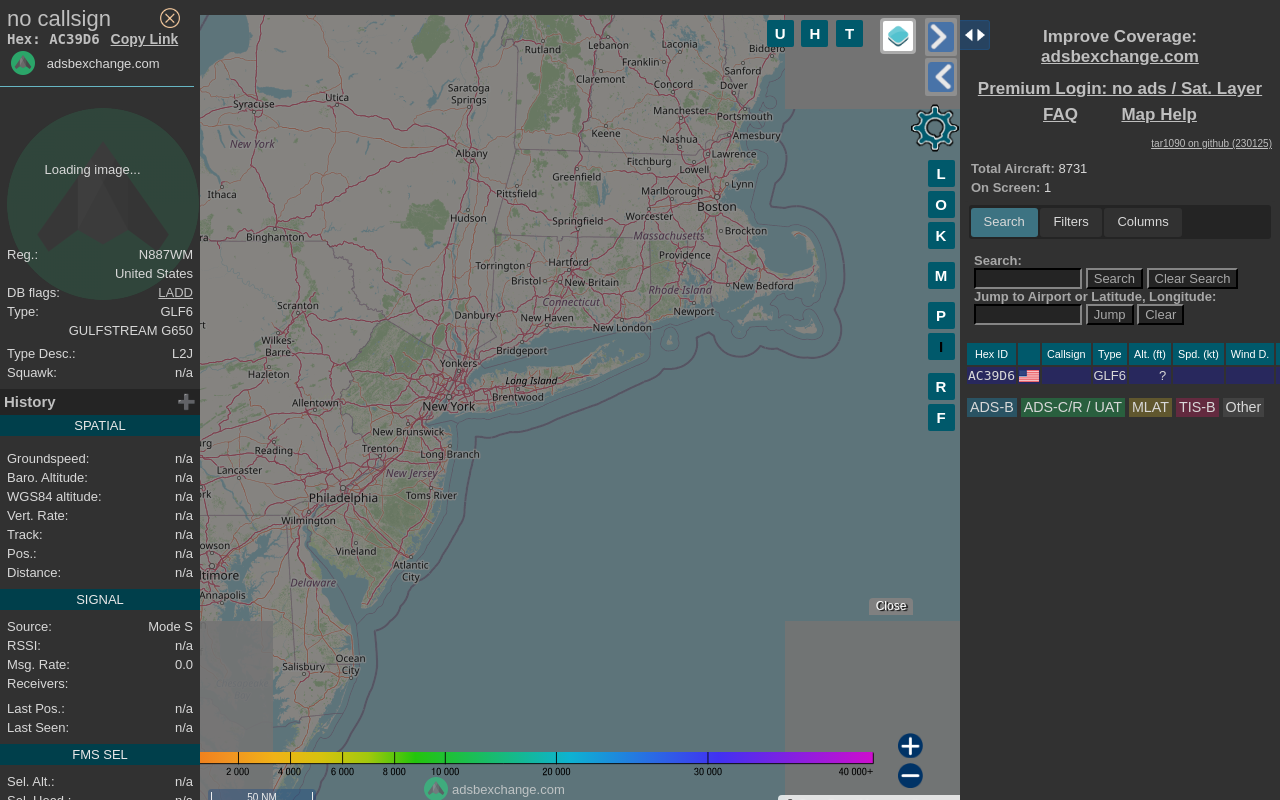 no callsign
Hex: AC39D6 Copy Link
adsbexchange.com
Loading image...
Reg.: N887WM
United States
DB flags: LADD
Type: GLF6
GULFSTREAM G650
Type Desc.: L2J
Squawk: n/a
History
SPATIAL
Groundspeed: n/a
Baro. Altitude: n/a
WGS84 altitude: n/a
Vert. Rate: n/a
Track: n/a
Pos.: n/a
Distance: n/a
SIGNAL
Source: Mode S
RSSI: n/a
Msg. Rate: 0.0
Receivers:
Last Pos.: n/a
Last Seen: n/a
FMS SEL
Sel. Alt.: n/a
Sel. Head.: n/a
U H T
Rutland
Lebanon
Laconia
Franklin
Sanford
Claremont
Concord
Dover
Saratoga
Springs
Utica
Syracuse
Manchester
Portsmouth
Keene
Amesbury
Nashua
New York
Albany
Fitchburg
Lawrence
Greenfield
Lowell
Pittsfield
Marlborough
Lynn
Ithaca
Boston
Hudson
Springfield
Worcester
Massachusetts
Brockton
Binghamton
Providence
Torrington
Hartford
Bristol
New Britain
Rhode Island
New Bedford
Connecticut
Scranton
Danbury
New Haven
Newport
New London
Wilkes-
Barre
Bridgeport
Yonkers
Hazleton
Long Island
Brentwood
Allentown
New York
New Brunswick
Reading
Trenton
Long Branch
Lancaster
New Jersey
Philadelphia
Toms River
Wilmington
Vineland
Atlantic
City
Delaware
Annapolis
Salisbury
Ocean
City
L
O
K
M
P
I
R
F
Close
2 000 4 000 6 000 8 000 10 000 20 000 30 000 40 000+
adsbexchange.com
50 NM
Improve Coverage:
adsbexchange.com
Premium Login: no ads / Sat. Layer
FAQ Map Help
tar1090 on github (230125)
Total Aircraft: 8731
On Screen: 1
Search Filters Columns
Search:
Search Clear Search
Jump to Airport or Latitude, Longitude:
Jump Clear
Hex ID Callsign Type Alt. (ft) Spd. (kt) Wind D.
AC39D6 GLF6 ?
ADS-B ADS-C/R / UAT MLAT TIS-B Other